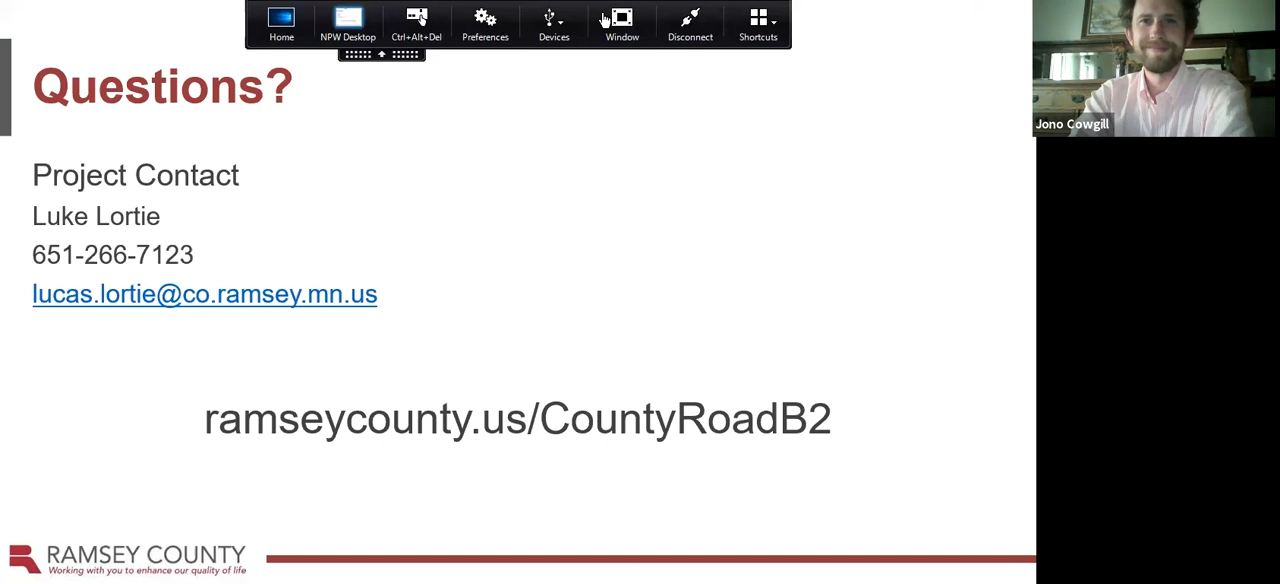 Home NPW Desktop Ctrl+Alt+Del Preferences Devices Window Disconnect Shortcuts
Questions?
Jono Cowgill
Project Contact
Luke Lortie
651-266-7123
lucas.lortie@co.ramsey.mn.us
ramseycounty.us/CountyRoadB2
RAMSEY COUNTY
Working with you to enhance our quality of life